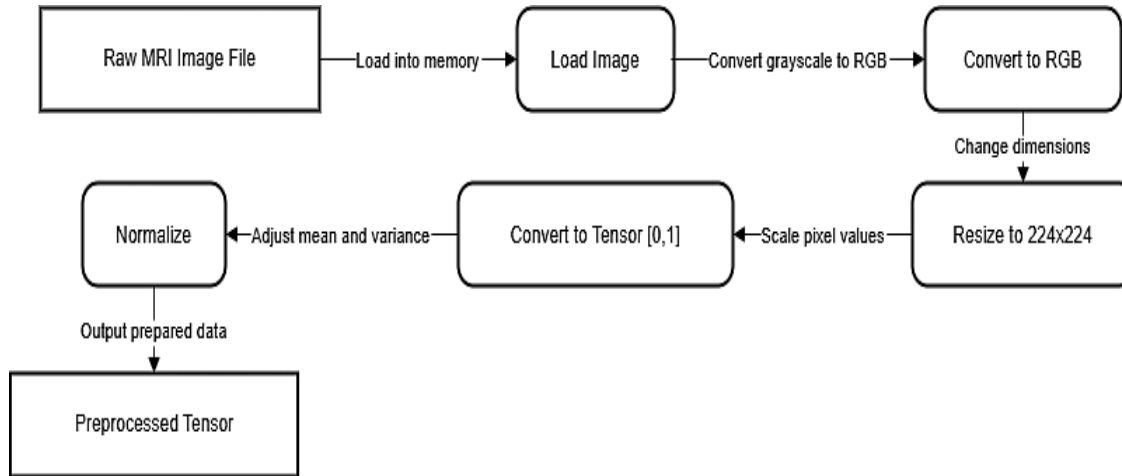 Raw MRI Image File
Load into memory
Load Image
Convert grayscale to RGB
Convert to RGB
Change dimensions
Resize to 224x224
Scale pixel values
Convert to Tensor [0,1]
Adjust mean and variance
Normalize
Output prepared data
Preprocessed Tensor